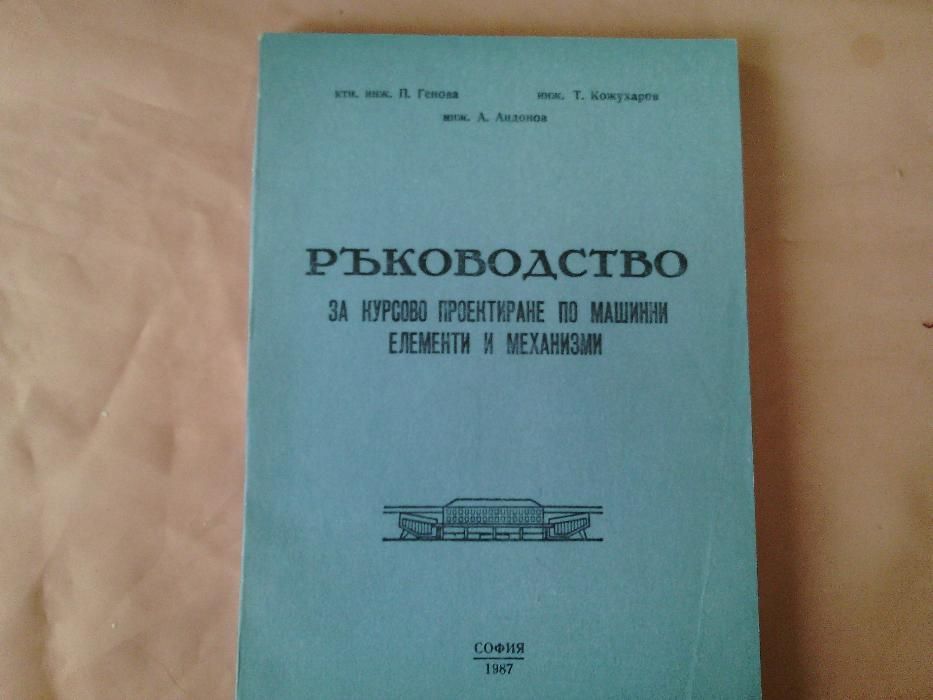 ктн. инж. П. Генова инж. Т. Кожухаров
инж. А. Андонов
РЪКОВОДСТВО
ЗА КУРСОВО ПРОЕКТИРАНЕ ПО МАШИННИ
ЕЛЕМЕНТИ И МЕХАНИЗМИ
СОФИЯ
1987